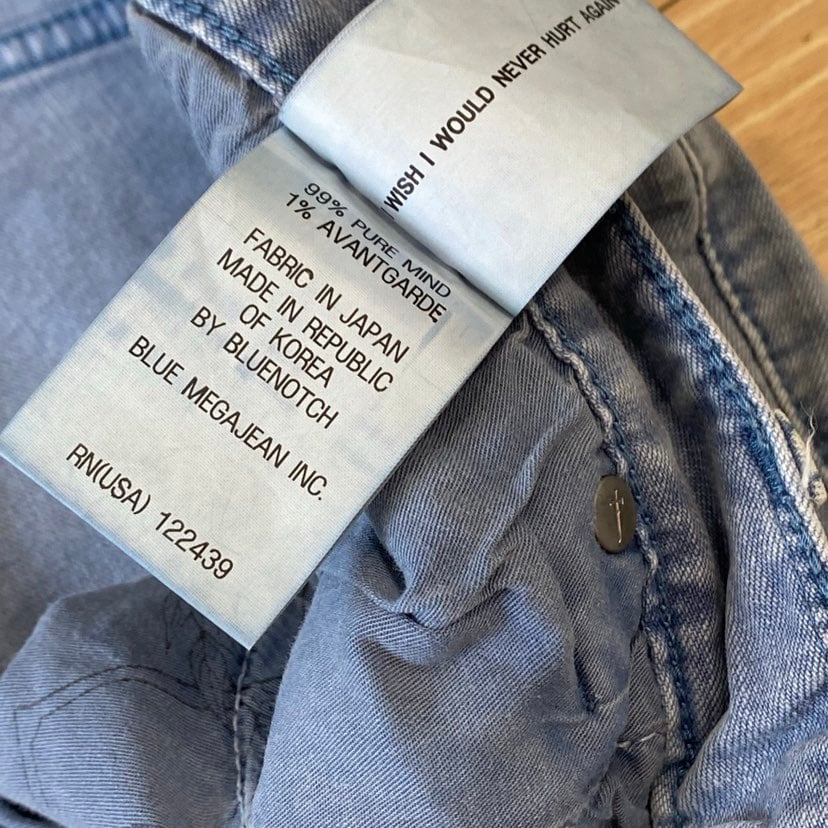 WISH I WOULD NEVER HURT AGAIN
99% PURE MIND
1% AVANTGARDE
FABRIC IN JAPAN
MADE IN REPUBLIC
OF KOREA
BY BLUENOTCH
BLUE MEGAJEAN INC.
RN(USA) 122439